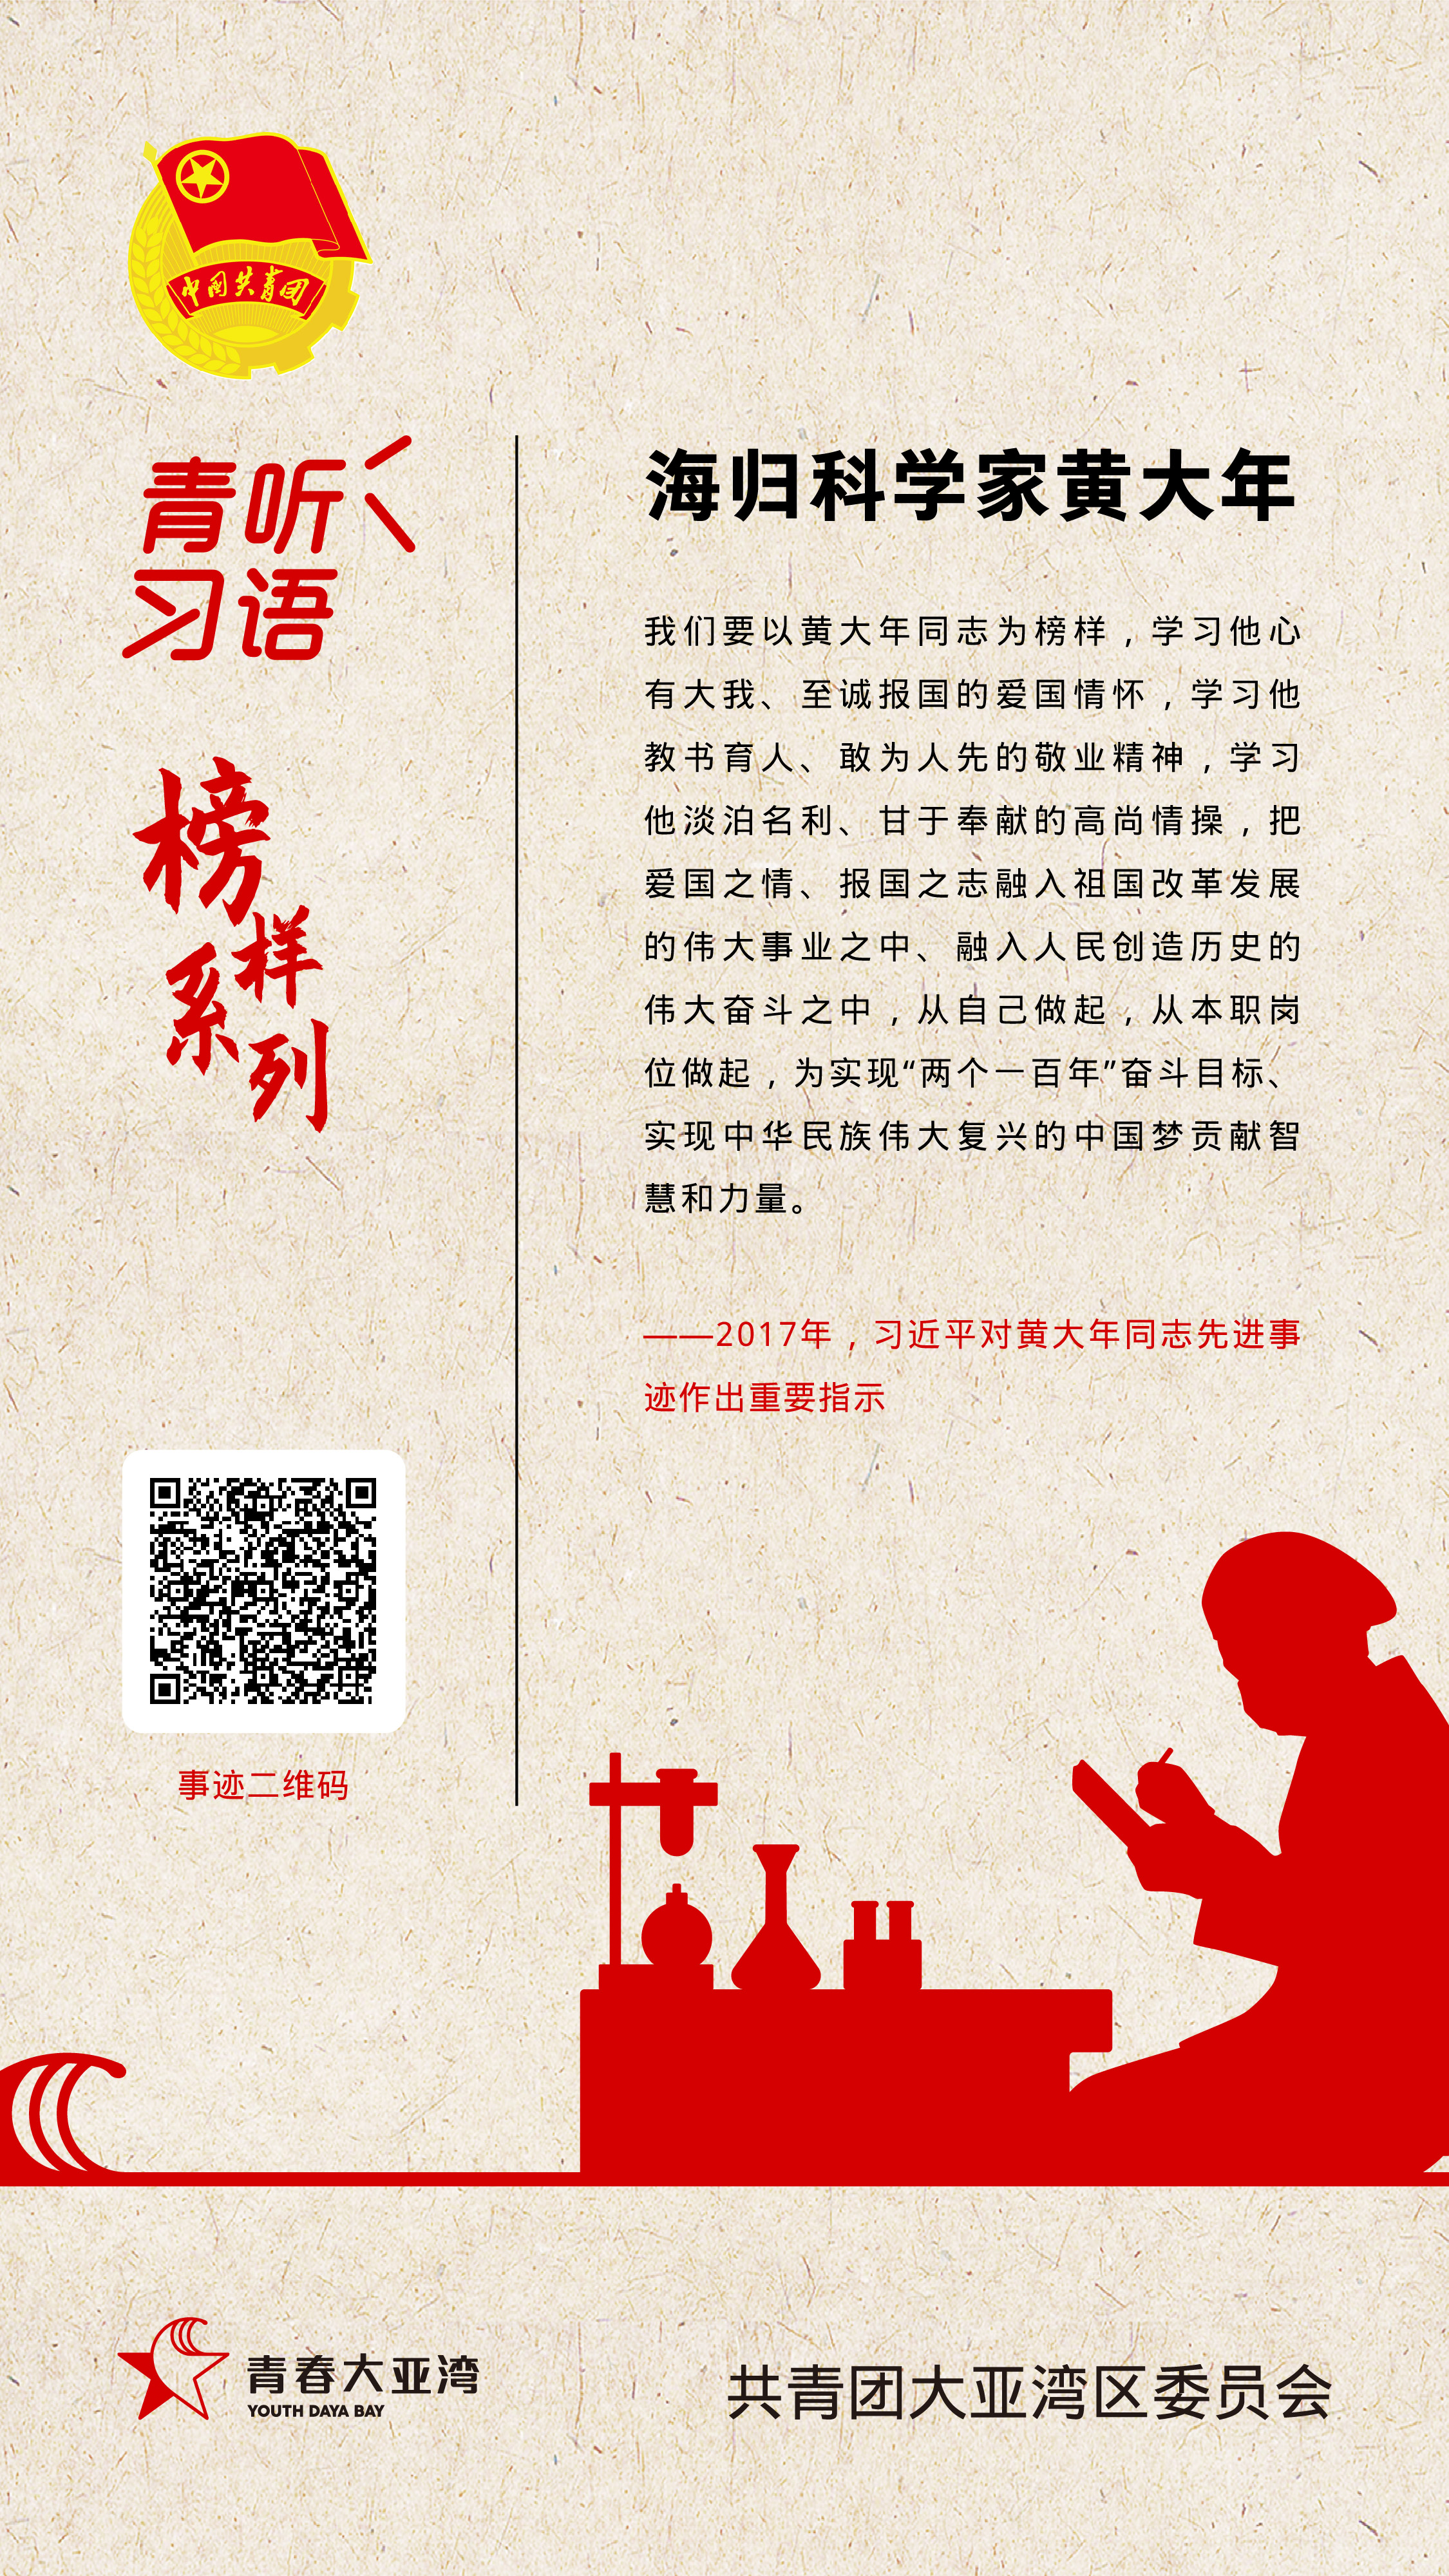 中国共青团
青听
习语
榜样
系列
海归科学家黄大年
我们要以黄大年同志为榜样，学习他心
有大我、至诚报国的爱国情怀，学习他
教书育人、敢为人先的敬业精神，学习
他淡泊名利、甘于奉献的高尚情操，把
爱国之情、报国之志融入祖国改革发展
的伟大事业之中、融入人民创造历史的
伟大奋斗之中，从自己做起，从本职岗
位做起，为实现“两个一百年”奋斗目标、
实现中华民族伟大复兴的中国梦贡献智
慧和力量。
——2017年，习近平对黄大年同志先进事
迹作出重要指示
事迹二维码
青春大亚湾
YOUTH DAYA BAY
共青团大亚湾区委员会